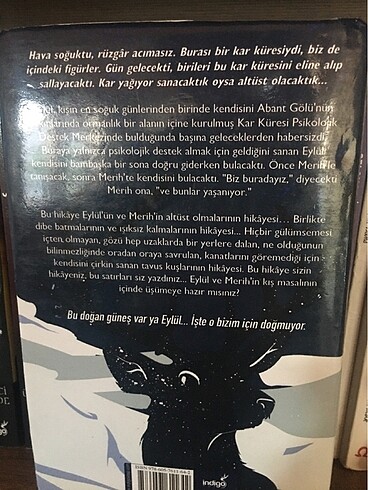 Hava soğuktu, rüzgâr acımasız. Burası bir kar küresiydi, biz de
içindeki figürler. Gün gelecekti, birileri bu kar küresini eline alıp
sallayacaktı. Kar yağıyor sanacaktık oysa altüst olacaktık...
kışın en soğuk günlerinden birinde kendisini Abant Gölü'nün
ormanlık bir alanın içine kurulmuş Kar Küresi Psikolojik
Destek Merkezinde bulduğunda başına geleceklerden habersizdi.
Buraya yalnızca psikolojik destek almak için geldiğini sanan Eylül
kendisini bambaşka bir sona doğru giderken bulacaktı. Önce Merih'le
tanışacak, sonra Merih'te kendisini bulacaktı. "Biz buradayız," diyecekti
Merih ona, "ve bunlar yaşanıyor."
Bu hikâye Eylül'ün ve Merih'in altüst olmalarının hikâyesi... Birlikte
dibe batmalarının ve ışıksız kalmalarının hikâyesi... Hiçbir gülümsemesi
içten olmayan, gözü hep uzaklarda bir yerlere dalan, ne olduğunun
bilinmezliğinde oradan oraya savrulan, kanatlarını göremediği için
kendisini çirkin sanan tavus kuşlarının hikâyesi. Bu hikâye sizin
hikâyeniz, bu satırları siz yazdınız... Eylül ve Merih'in kış masalının
içinde üşümeye hazır mısınız?
Bu doğan güneş var ya Eylül... İşte o bizim için doğmuyor.
indigo